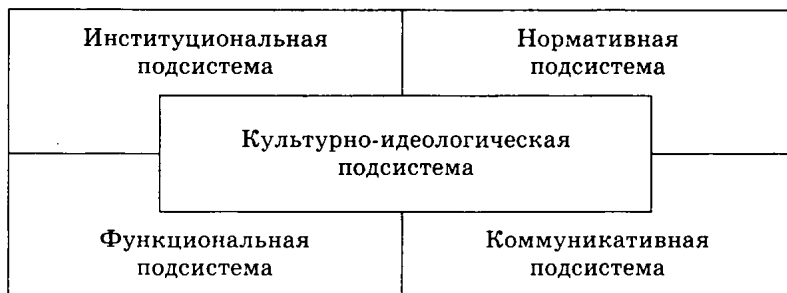 Институциональная
подсистема
Нормативная
подсистема
Культурно-идеологическая
подсистема
Функциональная
подсистема
Коммуникативная
подсистема